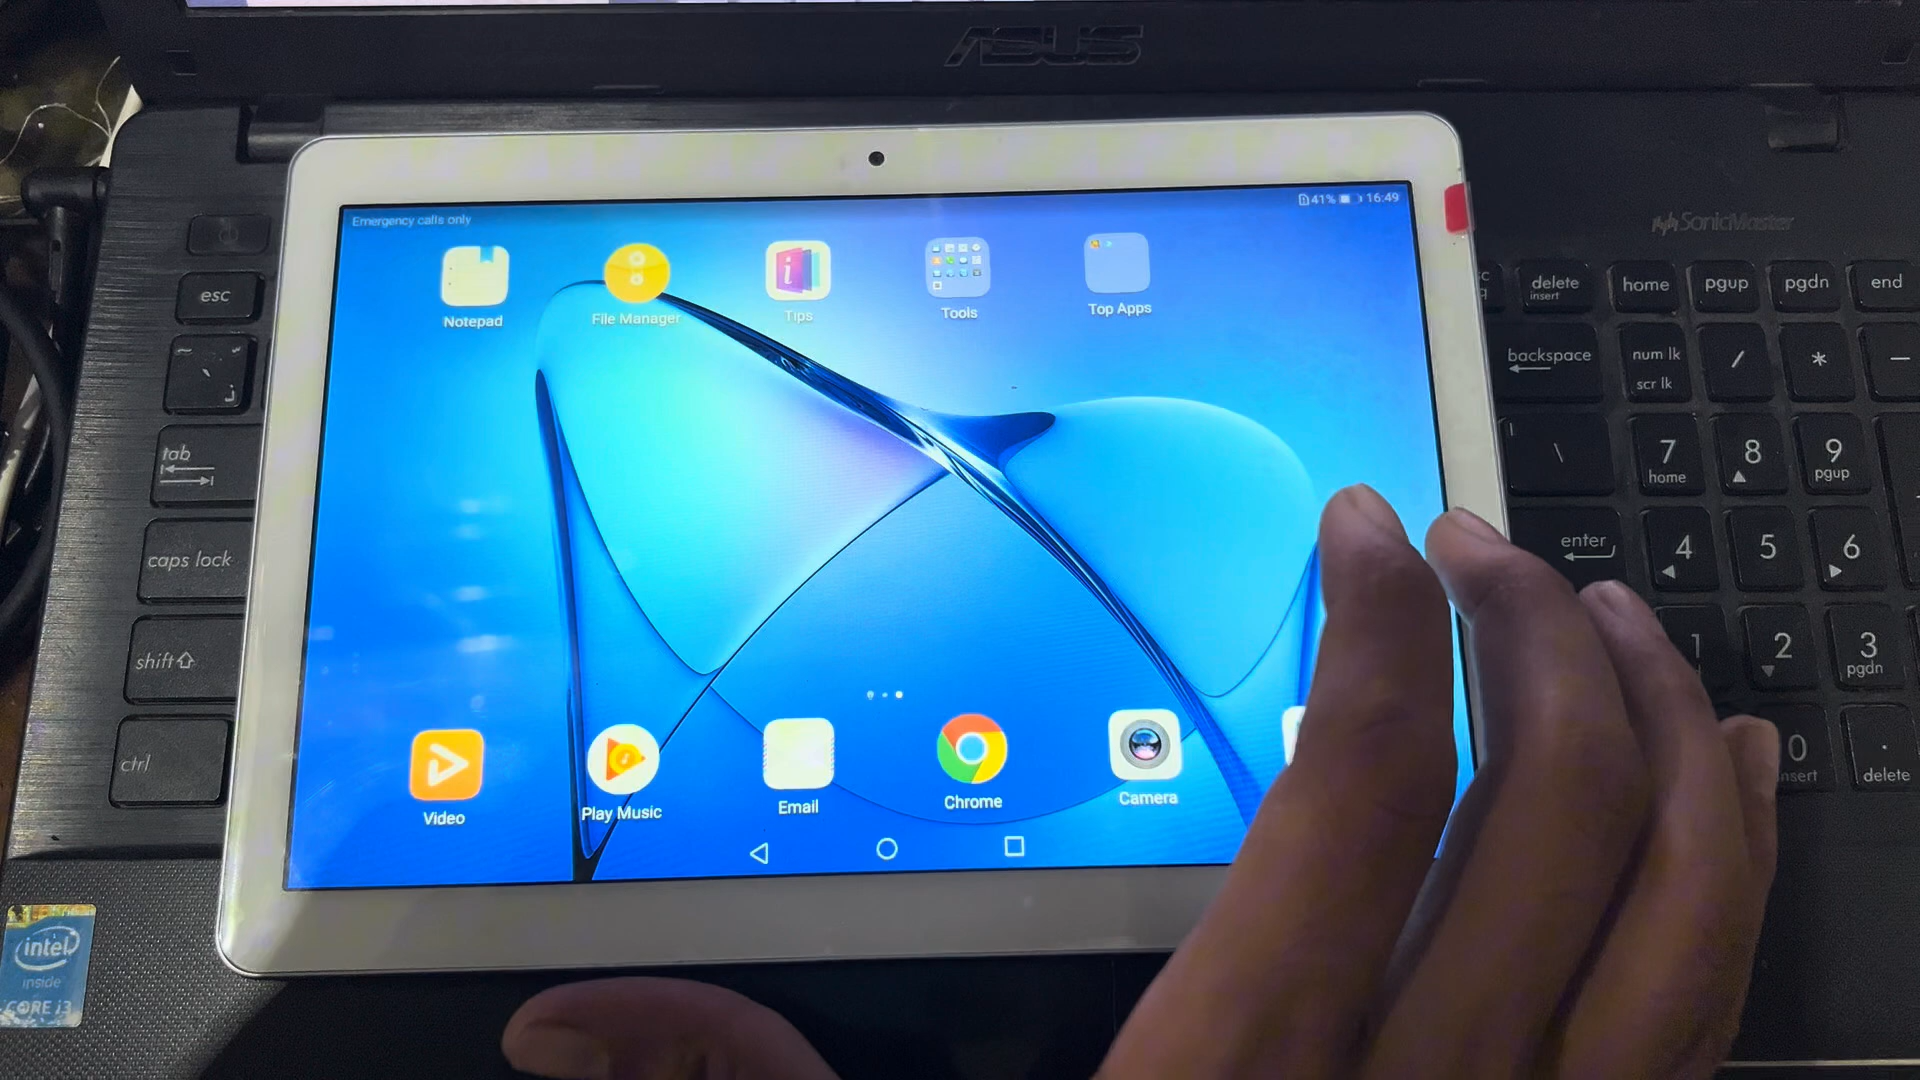 ASUS
SonicMaster
Emergency calls only
41% 16:49
Notepad
File Manager
Tips
Tools
Top Apps
Video
Play Music
Email
Chrome
Camera
esc
tab
caps lock
shift
ctrl
intel
inside
CORE i3
delete
insert
home
pgup
pgdn
end
backspace
num lk
scr lk
/
*
-
\
7
home
8
9
pgup
enter
4
5
6
1
2
3
pgdn
0
insert
.
delete